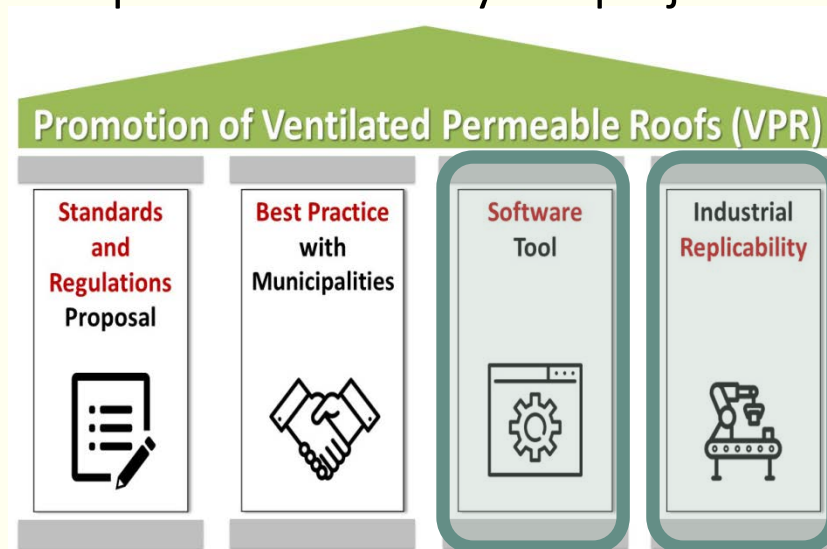 Promotion of Ventilated Permeable Roofs (VPR)
Standards
and
Regulations
Proposal
Best Practice
with
Municipalities
Software
Tool
Industrial
Replicability